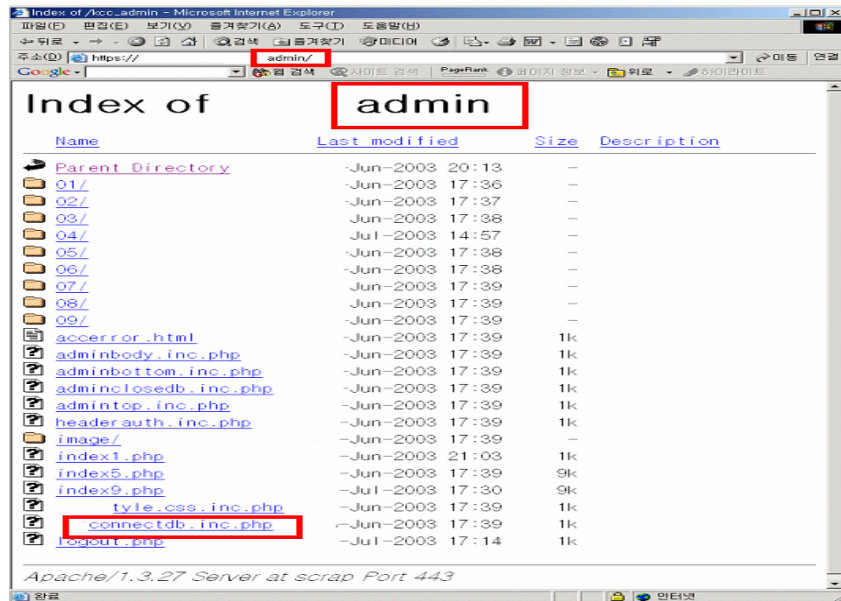 Index of /kcc_admin - Microsoft Internet Explorer
파일(F) 편집(E) 보기(V) 즐겨찾기(A) 도구(T) 도움말(H)
뒤로 검색 즐겨찾기 미디어
주소(D) https:// admin/ 이동 연결
Google 웹 검색 사이트 검색 PageRank 페이지 정보 위로 하이라이트
Index of admin
Name Last modified Size Description
Parent Directory -Jun-2003 20:13 -
01/ -Jun-2003 17:36 -
02/ -Jun-2003 17:37 -
03/ Jun-2003 17:38 -
04/ Jul-2003 14:57 -
05/ -Jun-2003 17:38 -
06/ -Jun-2003 17:38 -
07/ -Jun-2003 17:39 -
08/ Jun-2003 17:39 -
09/ Jun-2003 17:39 -
accerror.html -Jun-2003 17:39 1k
adminbody.inc.php -Jun-2003 17:39 1k
adminbottom.inc.php -Jun-2003 17:39 1k
adminclosedb.inc.php -Jun-2003 17:39 1k
admintop.inc.php -Jun-2003 17:39 1k
headerauth.inc.php -Jun-2003 17:39 1k
image/ -Jun-2003 17:39 -
index1.php -Jun-2003 21:03 1k
index5.php -Jun-2003 17:39 9k
index9.php -Jul-2003 17:30 9k
tyle.css.inc.php -Jun-2003 17:39 1k
connectdb.inc.php -Jun-2003 17:39 1k
logout.php -Jul-2003 17:14 1k
Apache/1.3.27 Server at scrap Port 443
완료 인터넷